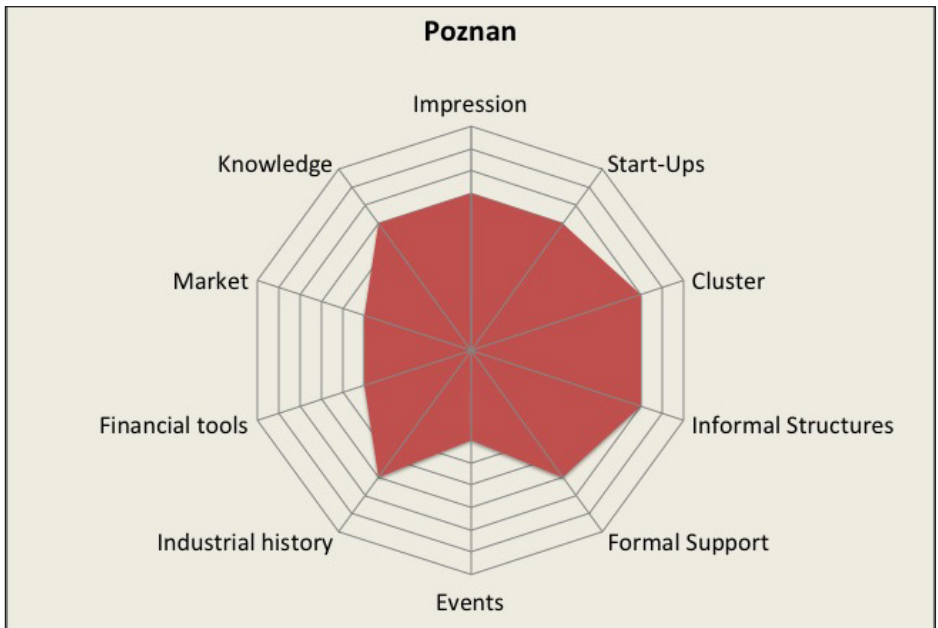 Poznan
Impression
Knowledge
Start-Ups
Market
Cluster
Financial tools
Informal Structures
Industrial history
Formal Support
Events